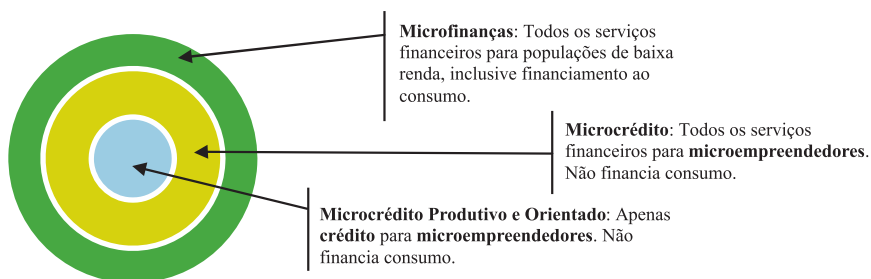 Microfinanças: Todos os serviços
financeiros para populações de baixa
renda, inclusive financiamento ao
consumo.
Microcrédito: Todos os serviços
financeiros para microempreendedores.
Não financia consumo.
Microcrédito Produtivo e Orientado: Apenas
crédito para microempreendedores. Não
financia consumo.